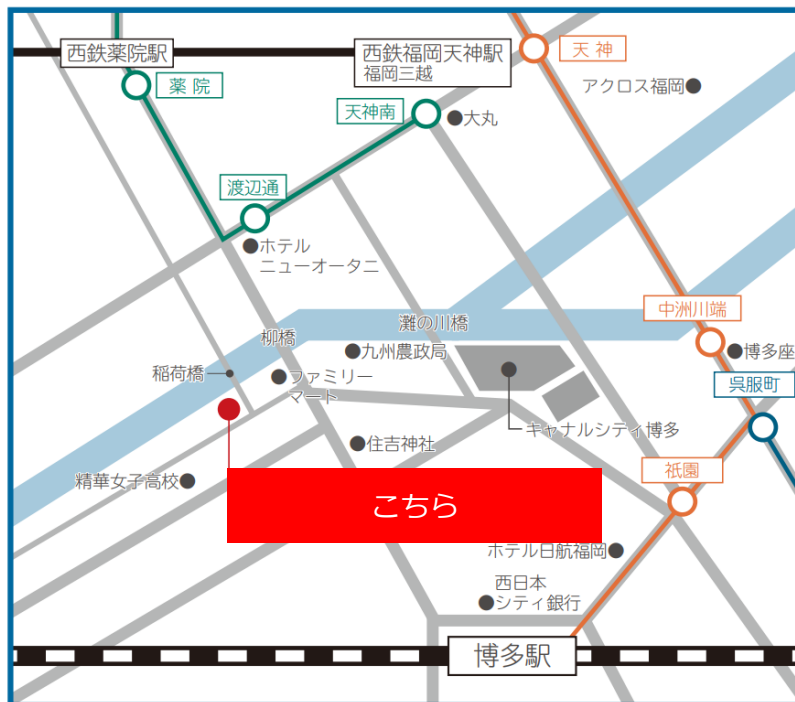 西鉄薬院駅
西鉄福岡天神駅
福岡三越
天神
薬院
アクロス福岡
天神南
大丸
渡辺通
ホテル
ニューオータニ
中洲川端
灘の川橋
柳橋
九州農政局
博多座
稲荷橋
ファミリー
マート
呉服町
キャナルシティ博多
住吉神社
精華女子高校
祇園
こちら
ホテル日航福岡
西日本
シティ銀行
博多駅